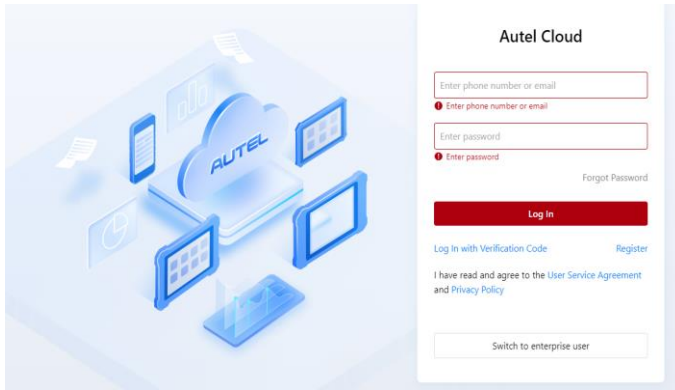 AUTEL
Autel Cloud
Enter phone number or email
Enter phone number or email
Enter password
Enter password
Forgot Password
Log In
Log In with Verification Code Register
I have read and agree to the User Service Agreement
and Privacy Policy
Switch to enterprise user